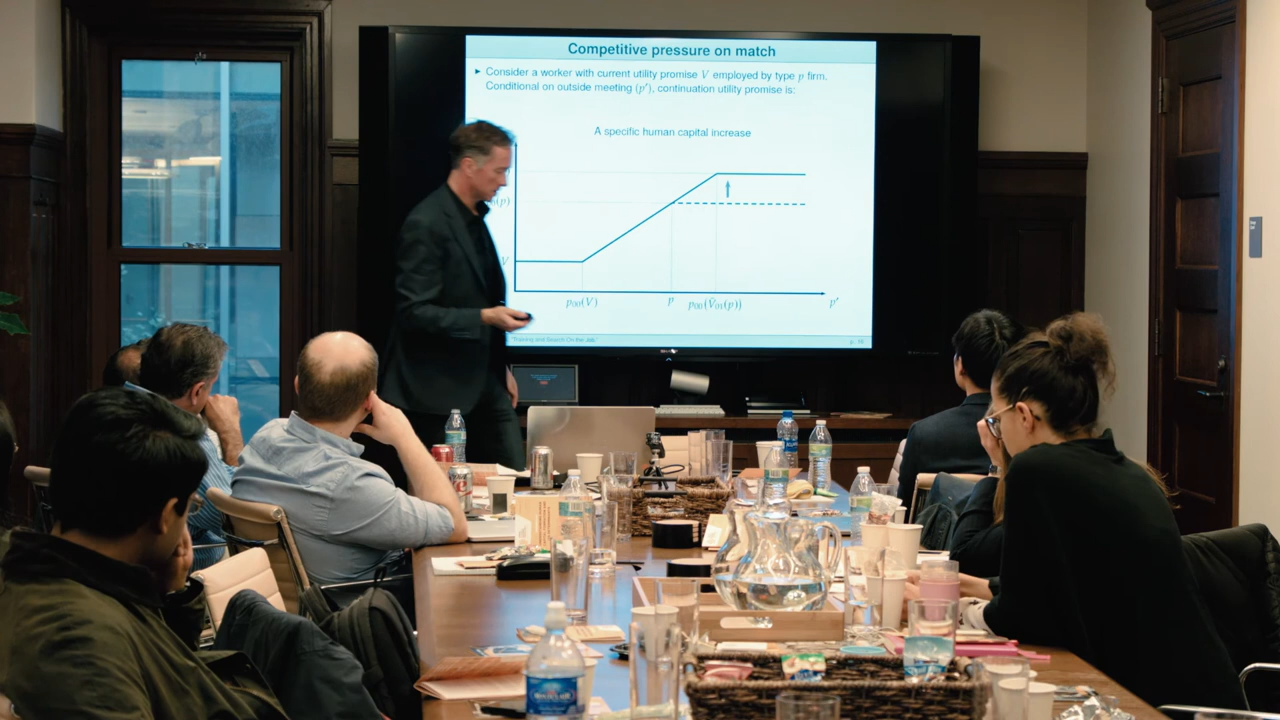 Competitive pressure on match
▶ Consider a worker with current utility promise V employed by type p firm.
Conditional on outside meeting (p′), continuation utility promise is:
A specific human capital increase
(p)
V
p₀₀(V) p p₀₀(V̄₀₁(p)) p′
"Training and Search On the Job"